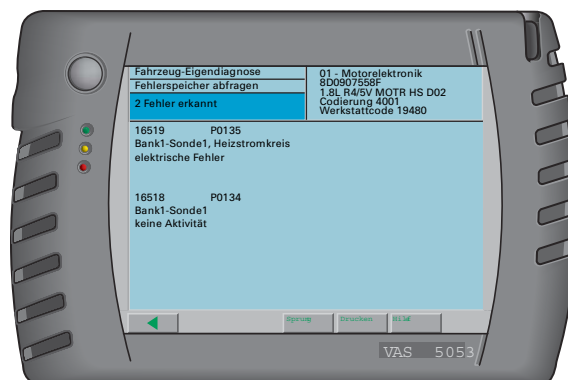 Fahrzeug-Eigendiagnose
Fehlerspeicher abfragen
2 Fehler erkannt
01 - Motorelektronik
8D0907558F
1.8L R4/5V MOTR HS D02
Codierung 4001
Werkstattcode 19480
16519 P0135
Bank1-Sonde1, Heizstromkreis
elektrische Fehler
16518 P0134
Bank1-Sonde1
keine Aktivität
Sprung Drucken Bild
VAS 5053